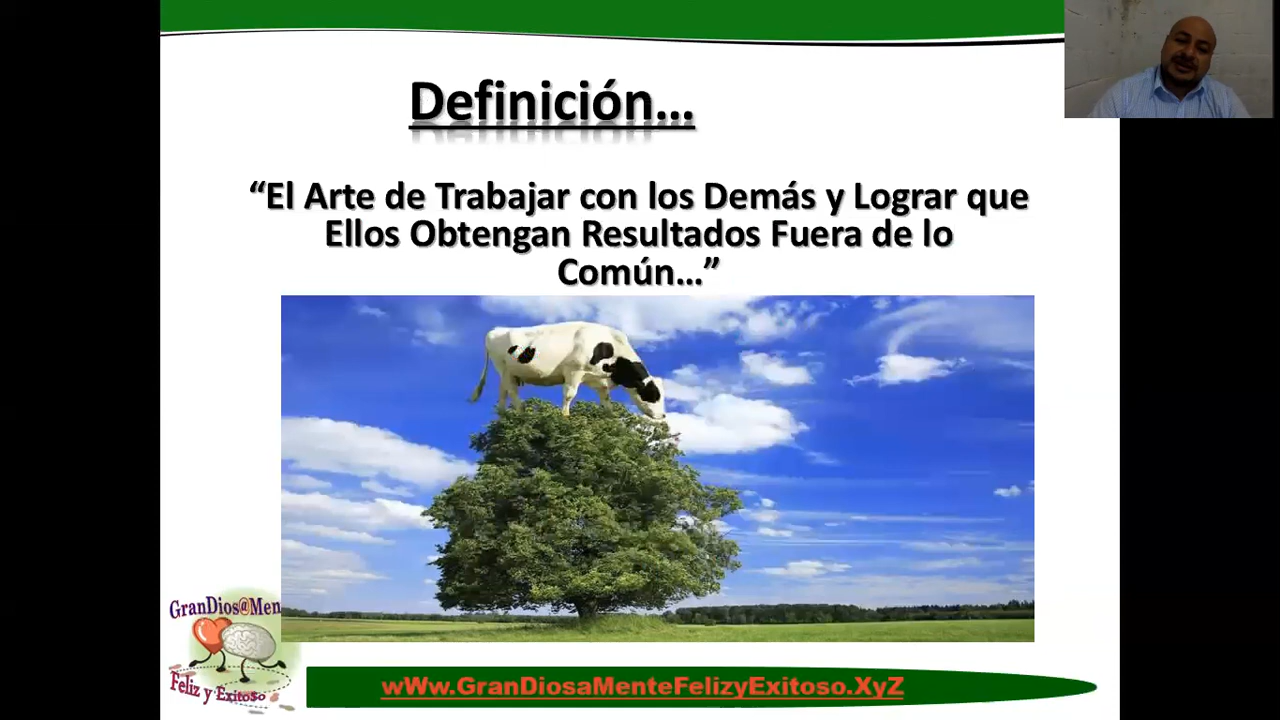 Definición...
“El Arte de Trabajar con los Demás y Lograr que
Ellos Obtengan Resultados Fuera de lo
Común...”
GranDios@Men
Feliz y Exitoso
wWw.GranDiosaMenteFelizyExitoso.XyZ